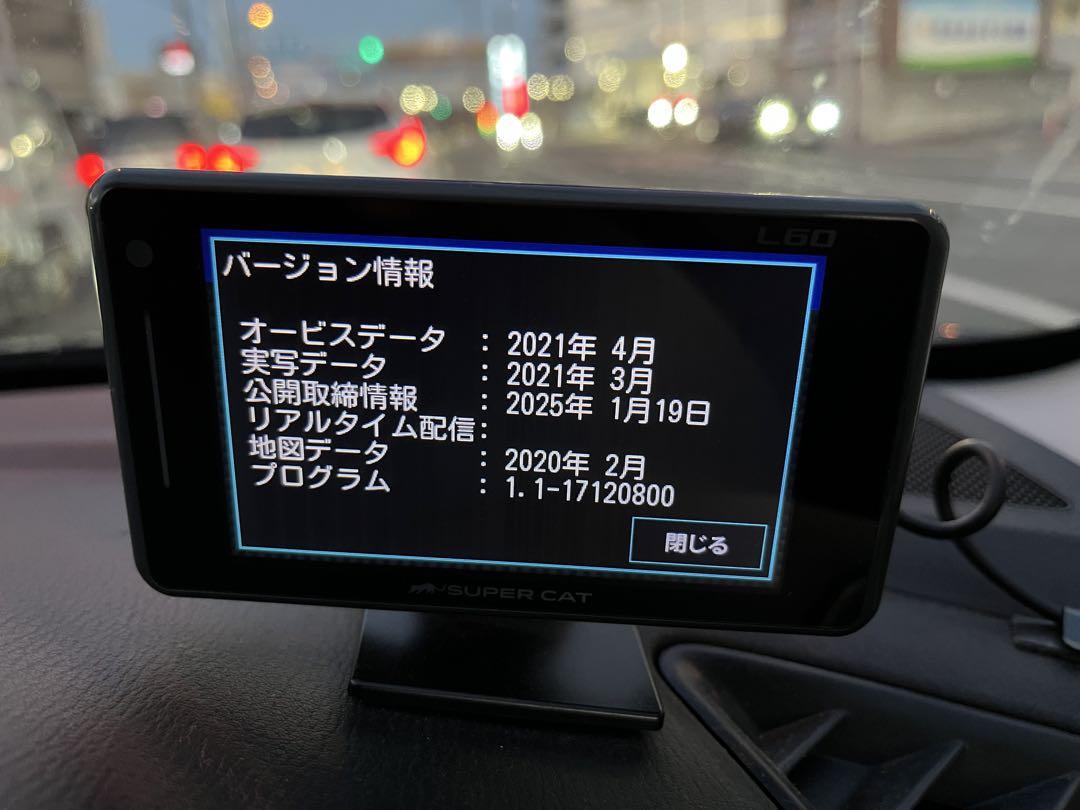 L60
バージョン情報
オービスデータ : 2021年 4月
実写データ : 2021年 3月
公開取締情報 : 2025年 1月19日
リアルタイム配信:
地図データ : 2020年 2月
プログラム : 1.1-17120800
閉じる
SUPER CAT